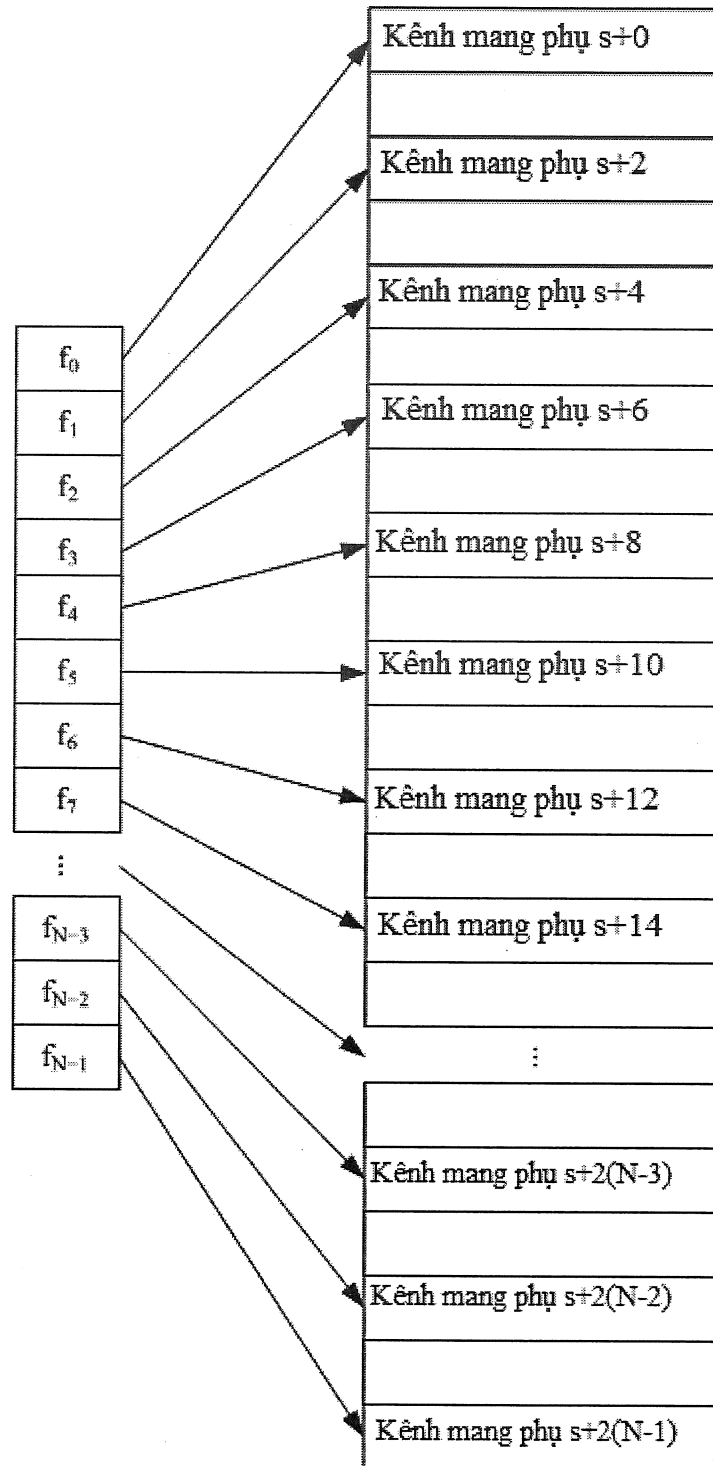 Kênh mang phụ s+0
Kênh mang phụ s+2
Kênh mang phụ s+4
Kênh mang phụ s+6
Kênh mang phụ s+8
Kênh mang phụ s+10
Kênh mang phụ s+12
Kênh mang phụ s+14
⋮
Kênh mang phụ s+2(N-3)
Kênh mang phụ s+2(N-2)
Kênh mang phụ s+2(N-1)
f₀
f₁
f₂
f₃
f₄
f₅
f₆
f₇
⋮
f_N-3
f_N-2
f_N-1